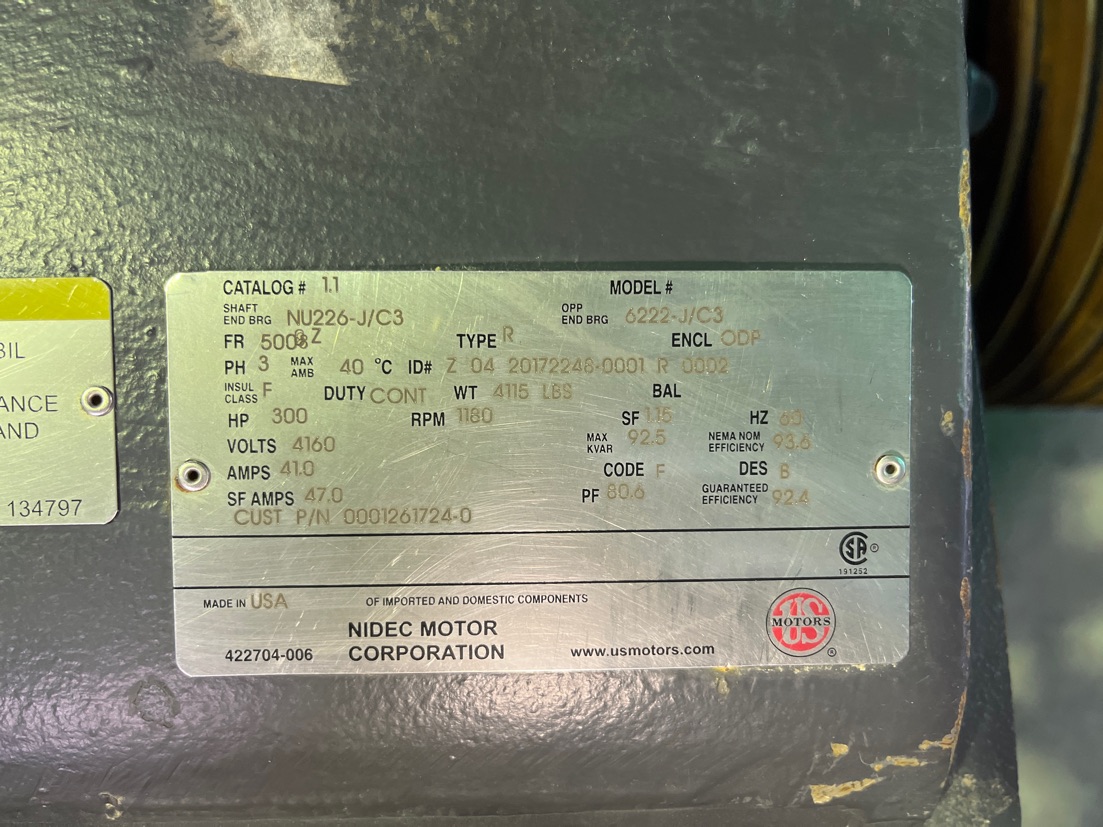 CATALOG # 1.1 MODEL #
SHAFT END BRG NU226-J/C3 OPP END BRG 6222-J/C3
FR Z TYPE R ENCL ODP
PH 3 MAX AMB 40 °C ID# Z 04 20172248-0001 R 0002
INSUL CLASS F DUTY CONT WT 4115 LBS BAL
HP 300 RPM 1180 SF 1.15 HZ 60
VOLTS 4160 MAX KVAR 92.5 NEMA NOM EFFICIENCY 93.6
AMPS 41.0 CODE F DES B
SF AMPS 47.0 PF 80.6 GUARANTEED EFFICIENCY 92.4
CUST P/N 0001261724-0
SA ®
191252
MADE IN USA OF IMPORTED AND DOMESTIC COMPONENTS
NIDEC MOTOR
CORPORATION
422704-006 www.usmotors.com
US MOTORS ®
BIL
ANCE
AND
134797